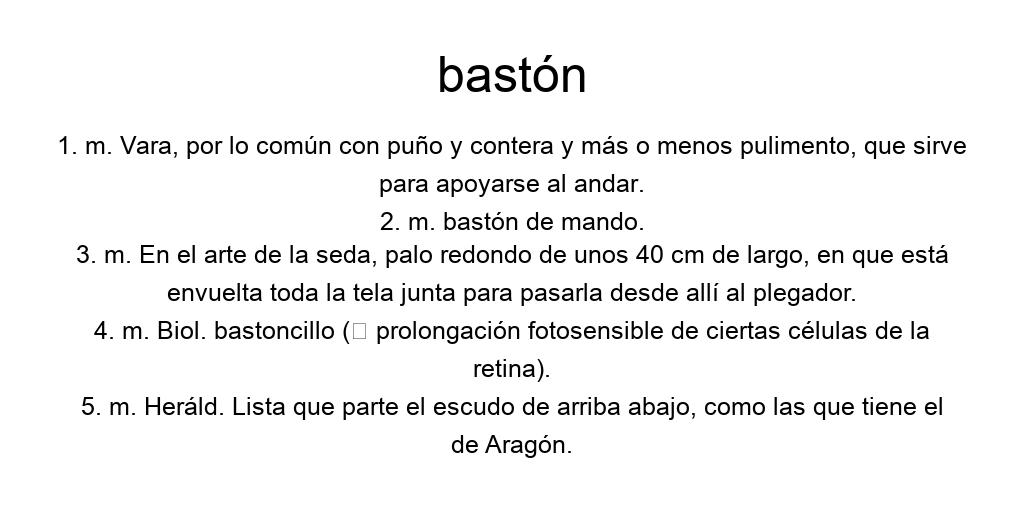 bastón
1. m. Vara, por lo común con puño y contera y más o menos pulimento, que sirve
para apoyarse al andar.
2. m. bastón de mando.
3. m. En el arte de la seda, palo redondo de unos 40 cm de largo, en que está
envuelta toda la tela junta para pasarla desde allí al plegador.
4. m. Biol. bastoncillo (□ prolongación fotosensible de ciertas células de la
retina).
5. m. Heráld. Lista que parte el escudo de arriba abajo, como las que tiene el
de Aragón.